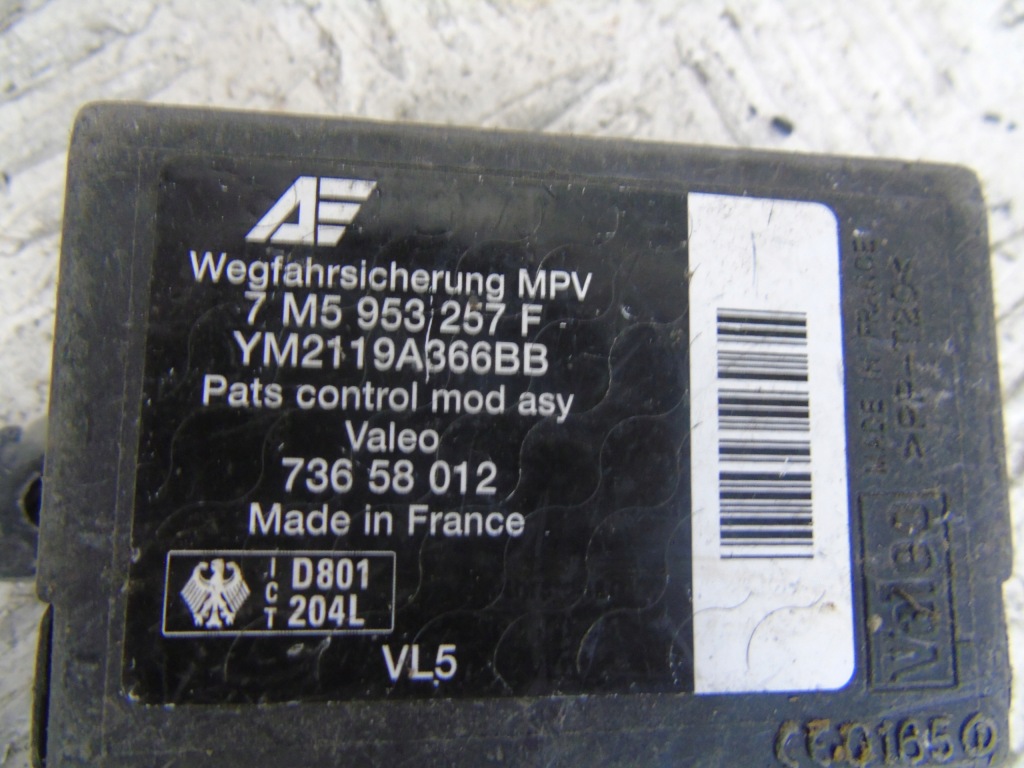 AE
Wegfahrsicherung MPV
7 M5 953 257 F
YM2119A366BB
Pats control mod asy
Valeo
736 58 012
Made in France
I
C
T
D801
204L
VL5
MADE IN FRANCE
Valeo
0165